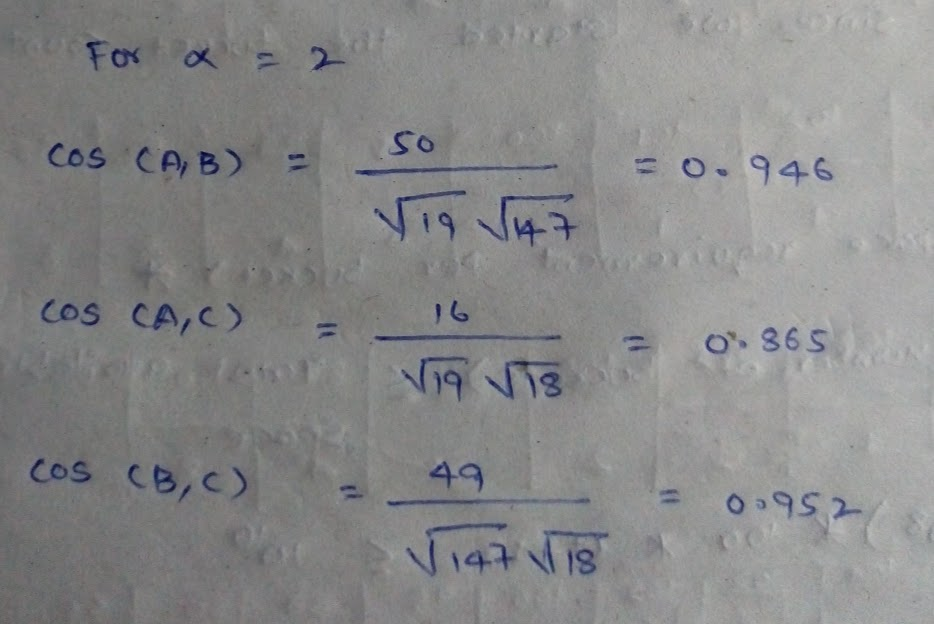 For α = 2
cos (A,B) = 50 / √19 √147 = 0.946
cos (A,C) = 16 / √19 √18 = 0.865
cos (B,C) = 49 / √147 √18 = 0.952